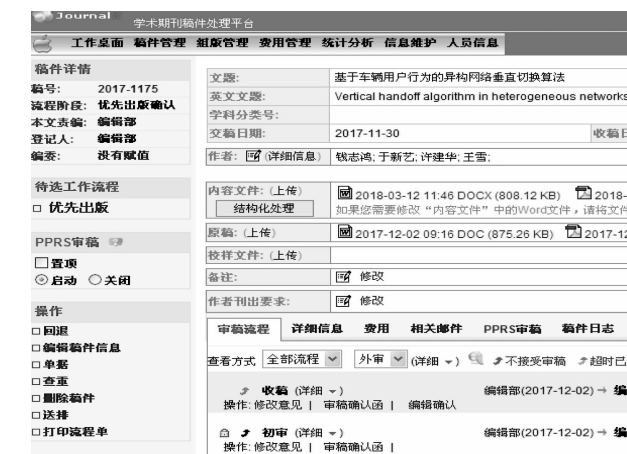 Journal 学术期刊稿件处理平台
工作桌面 稿件管理 组版管理 费用管理 统计分析 信息维护 人员信息
稿件详情
稿号: 2017-1175
流程阶段: 优先出版确认
本文责编: 编辑部
登记人: 编辑部
编委: 没有赋值
待选工作流程
优先出版
PPRS审稿
置顶
启动 关闭
操作
回退
编辑稿件信息
单据
查重
删除稿件
送排
打印流程单
文题: 基于车辆用户行为的异构网络垂直切换算法
英文文题: Vertical handoff algorithm in heterogeneous networks
学科分类号:
交稿日期: 2017-11-30 收稿日
作者: (详细信息) 钱志鸿; 于新艺; 许建华; 王雪;
内容文件: (上传) 2018-03-12 11:46 DOCX (808.12 KB) 2018-
结构化处理 如果您需要修改“内容文件”中的Word文件，请将文件
原稿: (上传) 2017-12-02 09:16 DOC (875.26 KB) 2017-12
校样文件: (上传)
备注: 修改
作者刊出要求: 修改
审稿流程 详细信息 费用 相关邮件 PPRS审稿 稿件日志
查看方式 全部流程 外审 (详细) 不接受审稿 超时已
收稿 (详细) 编辑部(2017-12-02) → 编
操作: 修改意见 | 审稿确认函 | 编辑确认
初审 (详细) 编辑部(2017-12-02) → 编
操作: 修改意见 | 审稿确认函 |